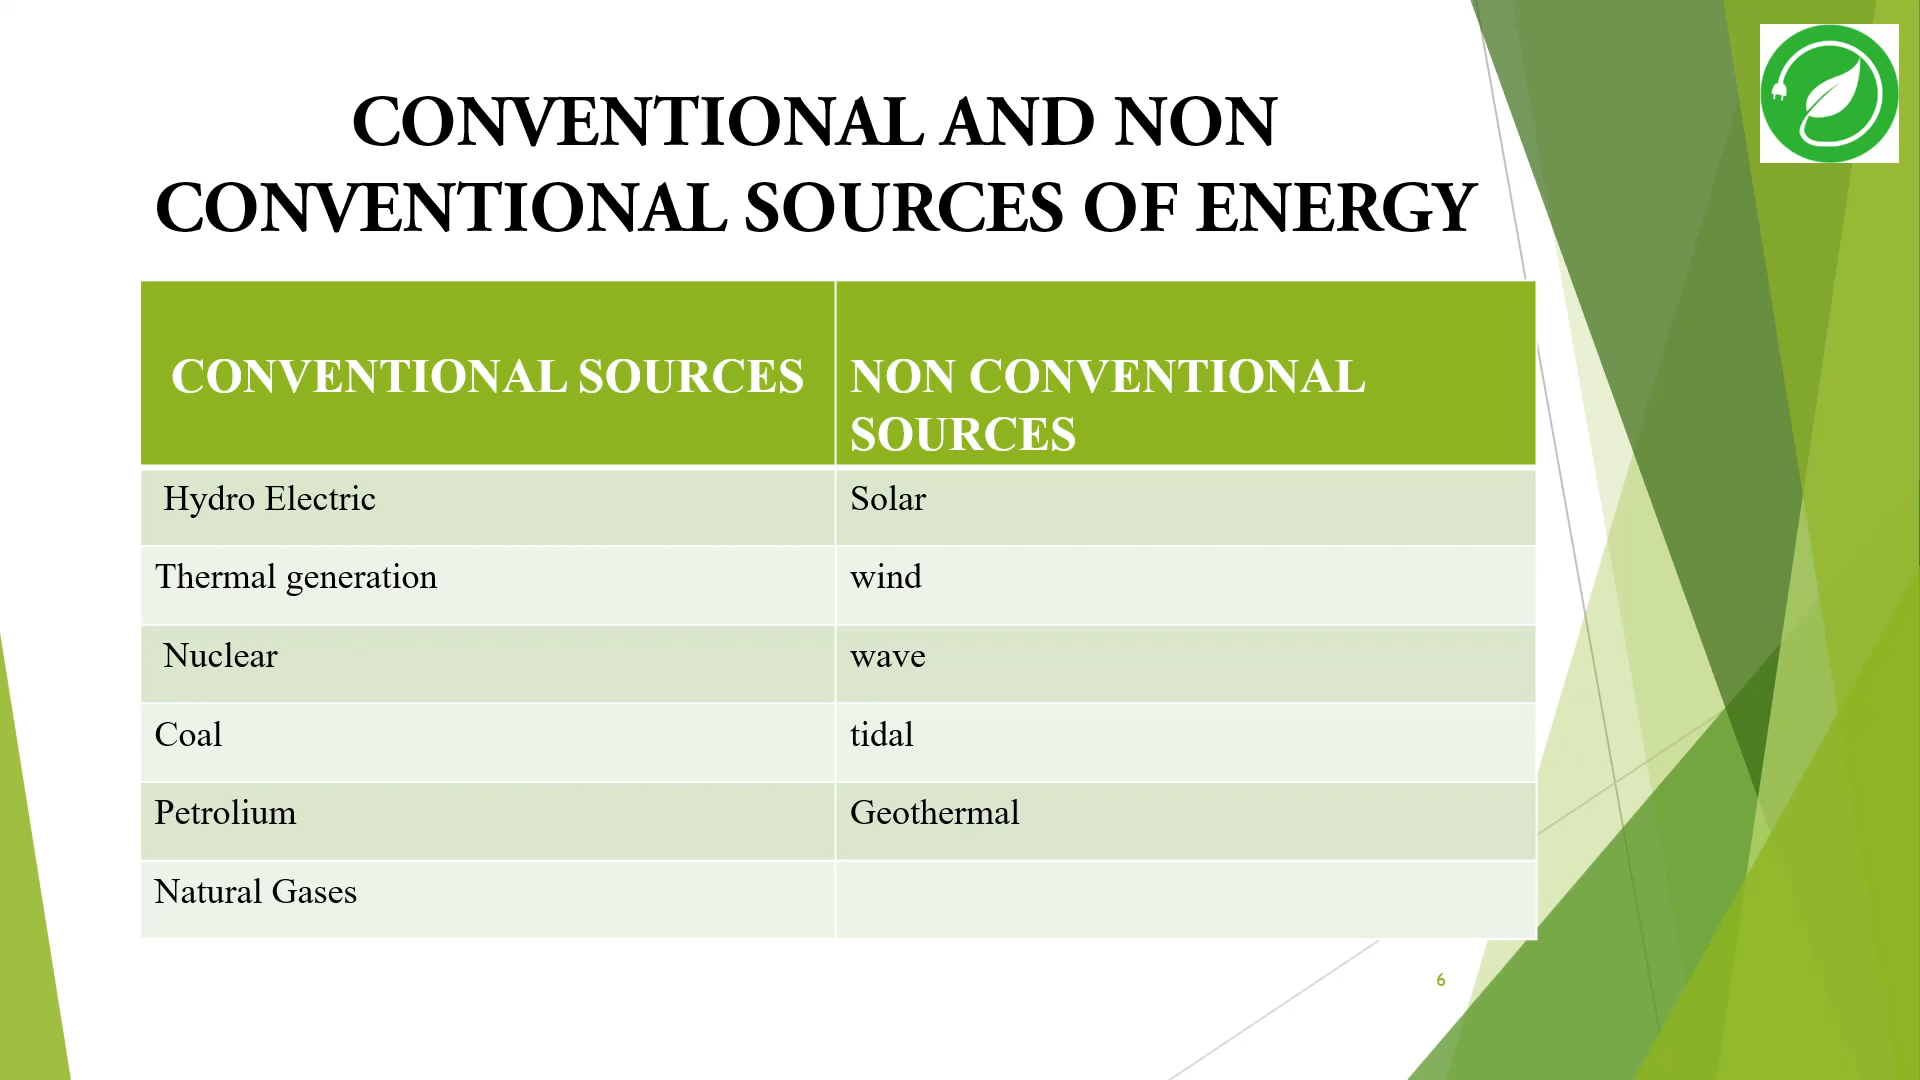 CONVENTIONAL AND NON
CONVENTIONAL SOURCES OF ENERGY
CONVENTIONAL SOURCES
NON CONVENTIONAL
SOURCES
Hydro Electric
Solar
Thermal generation
wind
Nuclear
wave
Coal
tidal
Petrolium
Geothermal
Natural Gases
6